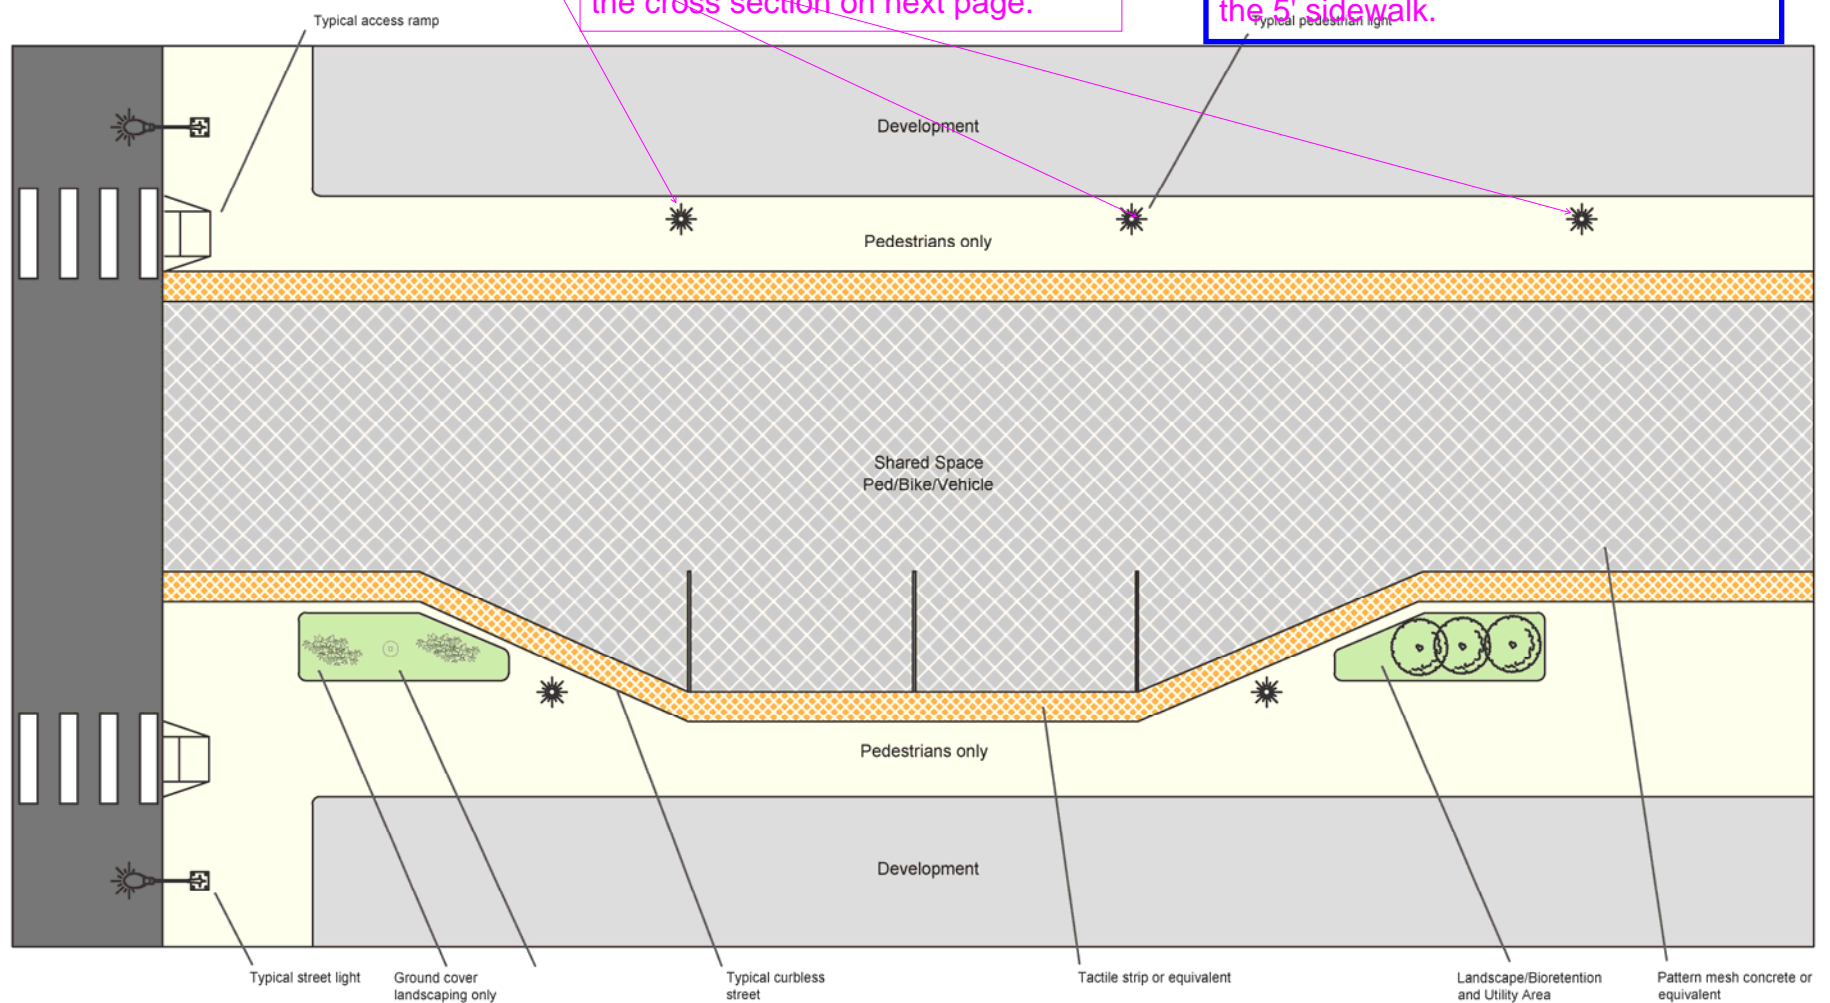 the cross section on next page.
the 5' sidewalk.
Typical access ramp
Typical pedestrian light
Development
Pedestrians only
Shared Space
Ped/Bike/Vehicle
Pedestrians only
Development
Typical street light
Ground cover
landscaping only
Typical curbless
street
Tactile strip or equivalent
Landscape/Bioretention
and Utility Area
Pattern mesh concrete or
equivalent